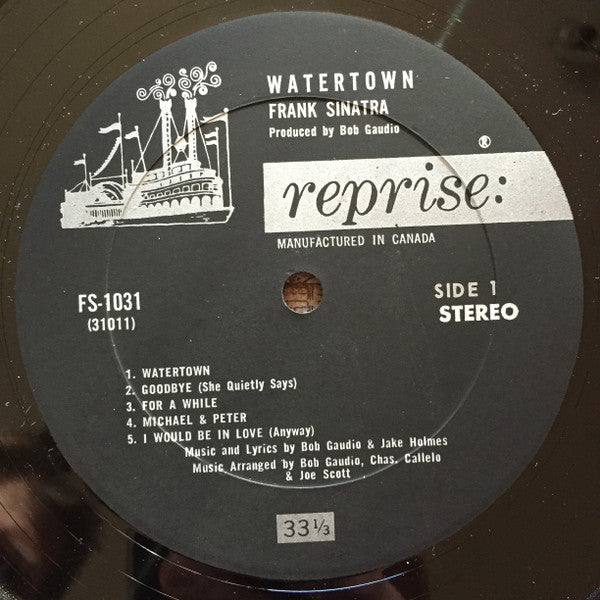 WATERTOWN
FRANK SINATRA
Produced by Bob Gaudio
®
reprise:
MANUFACTURED IN CANADA
FS-1031
(31011)
SIDE 1
STEREO
1. WATERTOWN
2. GOODBYE (She Quietly Says)
3. FOR A WHILE
4. MICHAEL & PETER
5. I WOULD BE IN LOVE (Anyway)
Music and Lyrics by Bob Gaudio & Jake Holmes
Music Arranged by Bob Gaudio, Chas. Callelo
& Joe Scott
33⅓